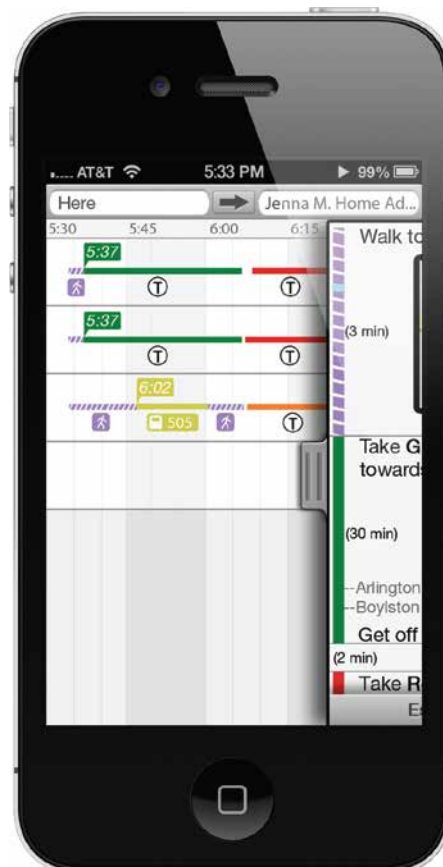 AT&T 5:33 PM 99%
Here Jenna M. Home Ad...
5:30 5:45 6:00 6:15
5:37
T T
5:37
T T
6:02
505 T
Walk to
(3 min)
Take G
towards
(30 min)
--Arlington
--Boylston
Get off
(2 min)
Take R
Es